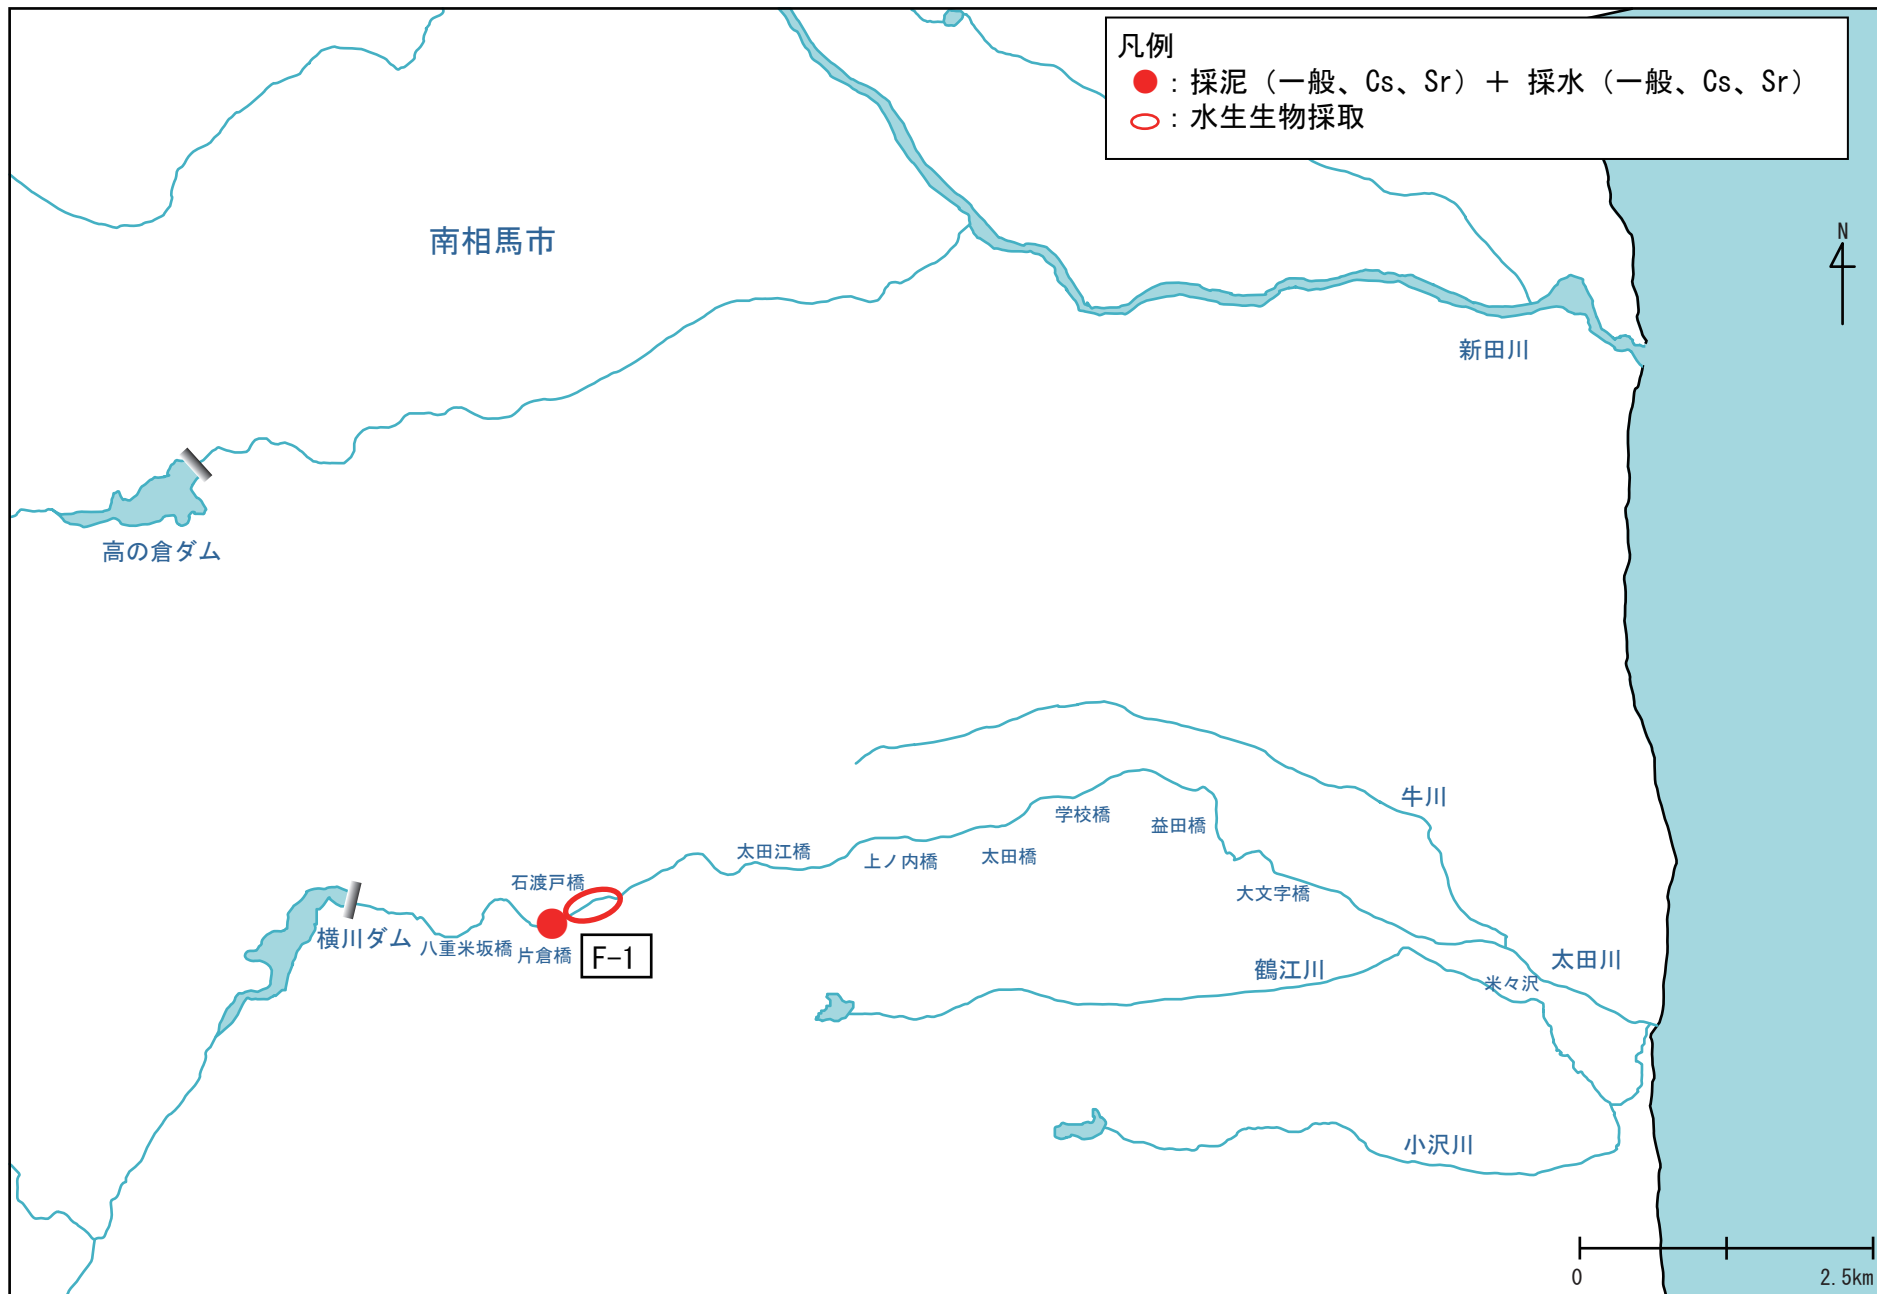 凡例
：採泥（一般、Cs、Sr）＋ 採水（一般、Cs、Sr）
：水生生物採取
N
南相馬市
新田川
高の倉ダム
牛川
学校橋
益田橋
太田江橋
上ノ内橋
太田橋
石渡戸橋
大文字橋
横川ダム
八重米坂橋
片倉橋
F-1
鶴江川
太田川
米々沢
小沢川
0
2.5km